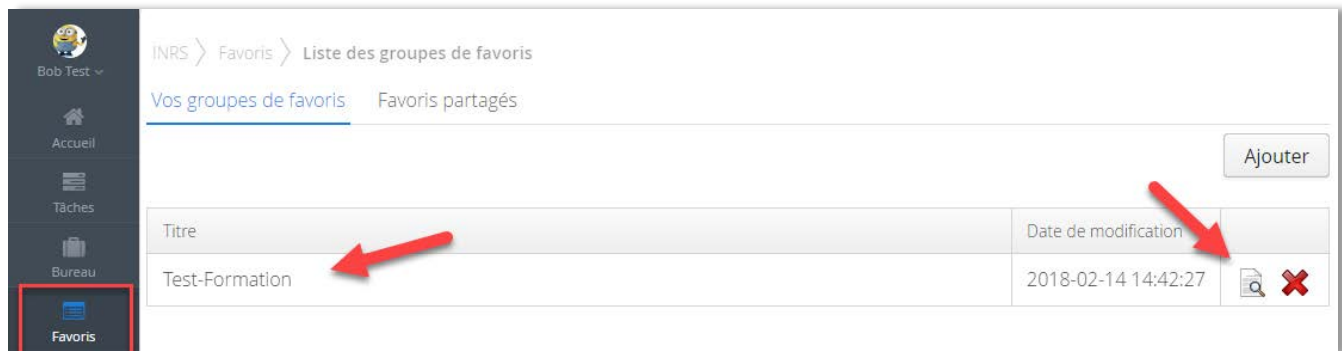 Bob Test
Accueil
Tâches
Bureau
Favoris
INRS > Favoris > Liste des groupes de favoris
Vos groupes de favoris Favoris partagés
Ajouter
Titre Date de modification
Test-Formation 2018-02-14 14:42:27